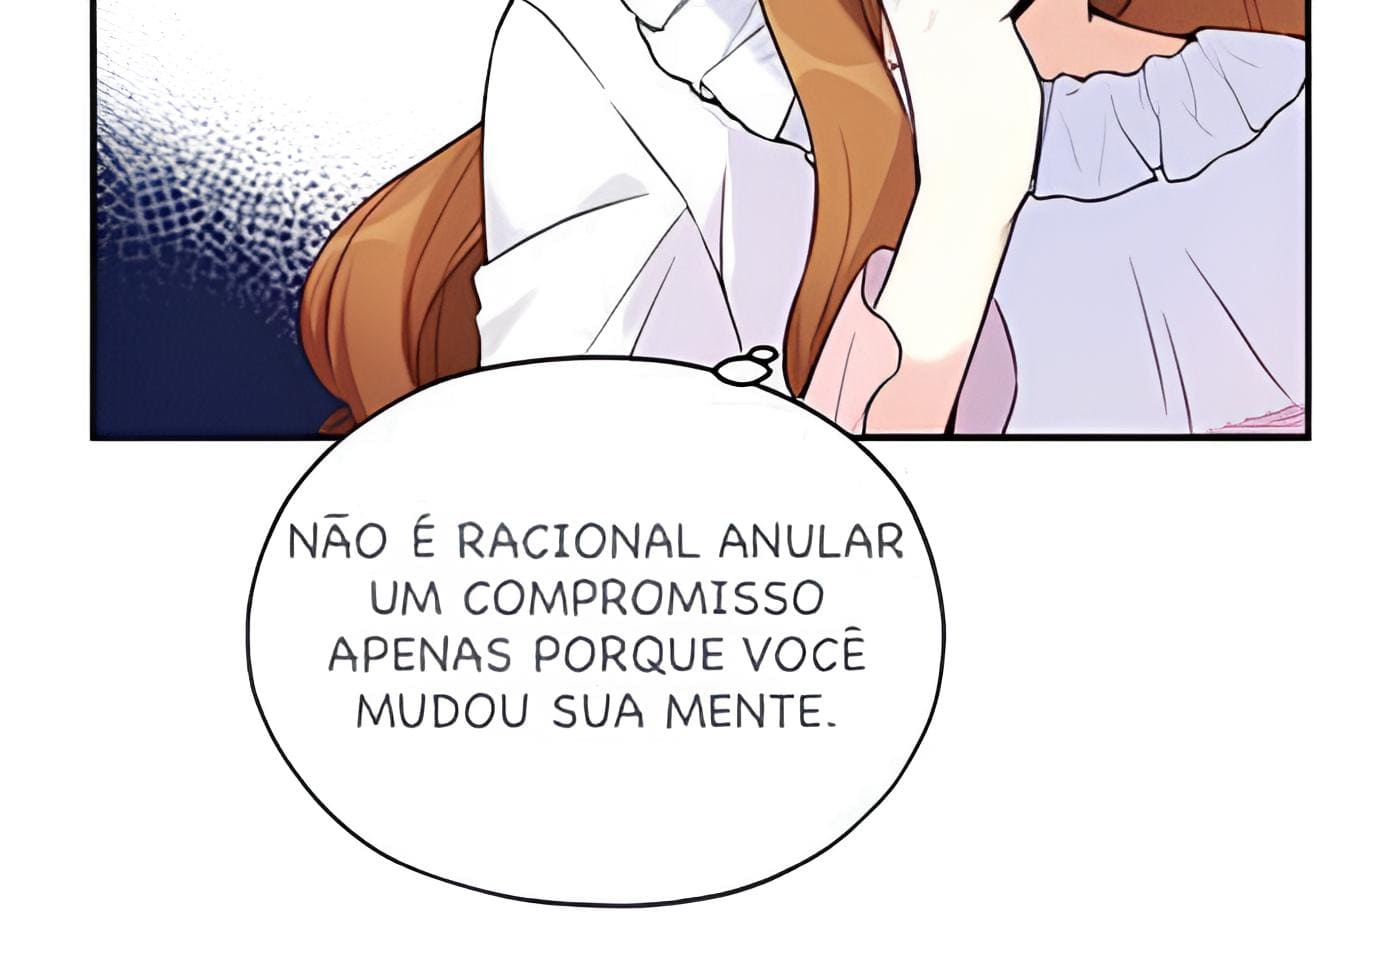 NÃO É RACIONAL ANULAR
UM COMPROMISSO
APENAS PORQUE VOCÊ
MUDOU SUA MENTE.